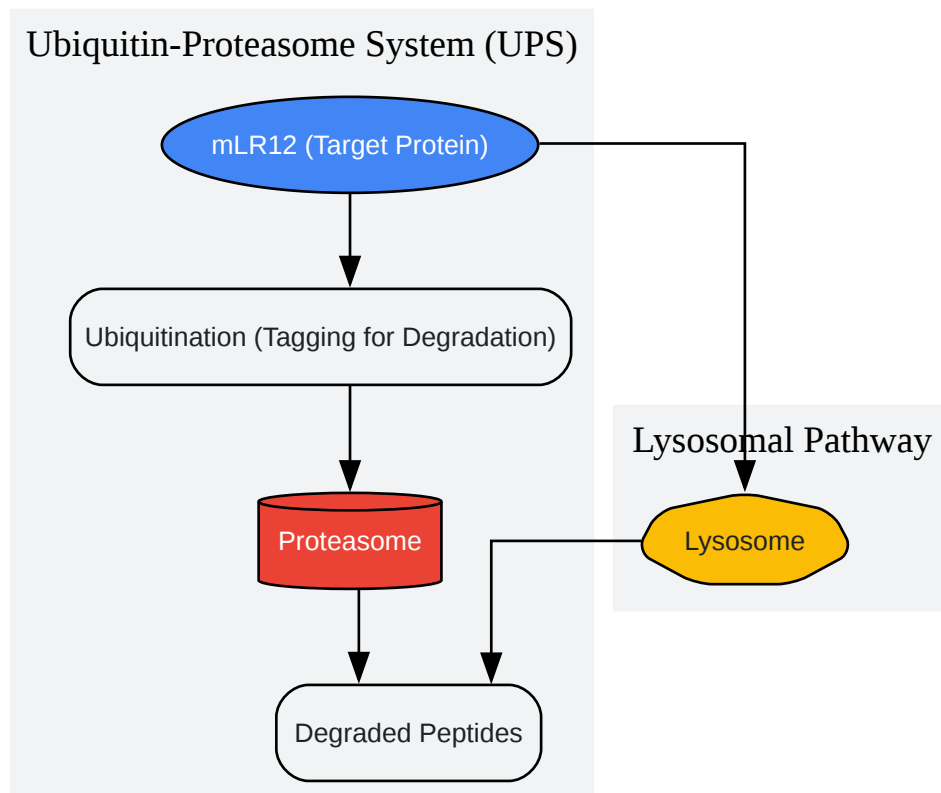 Ubiquitin-Proteasome System (UPS)
mLR12 (Target Protein)
Ubiquitination (Tagging for Degradation)
Lysosomal Pathway
Proteasome
Lysosome
Degraded Peptides